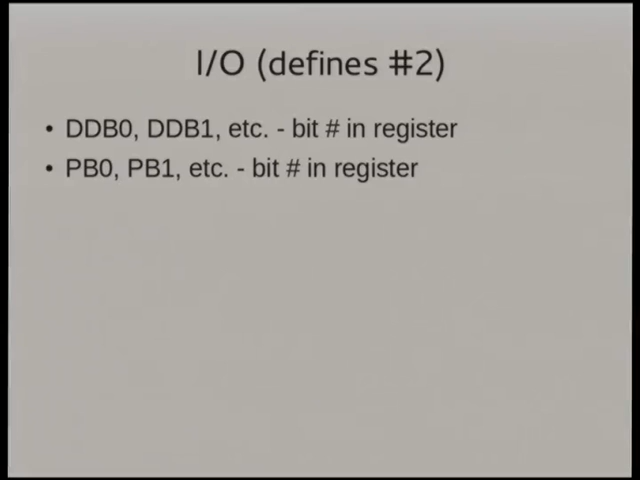 I/O (defines #2)
• DDB0, DDB1, etc. - bit # in register
• PB0, PB1, etc. - bit # in register